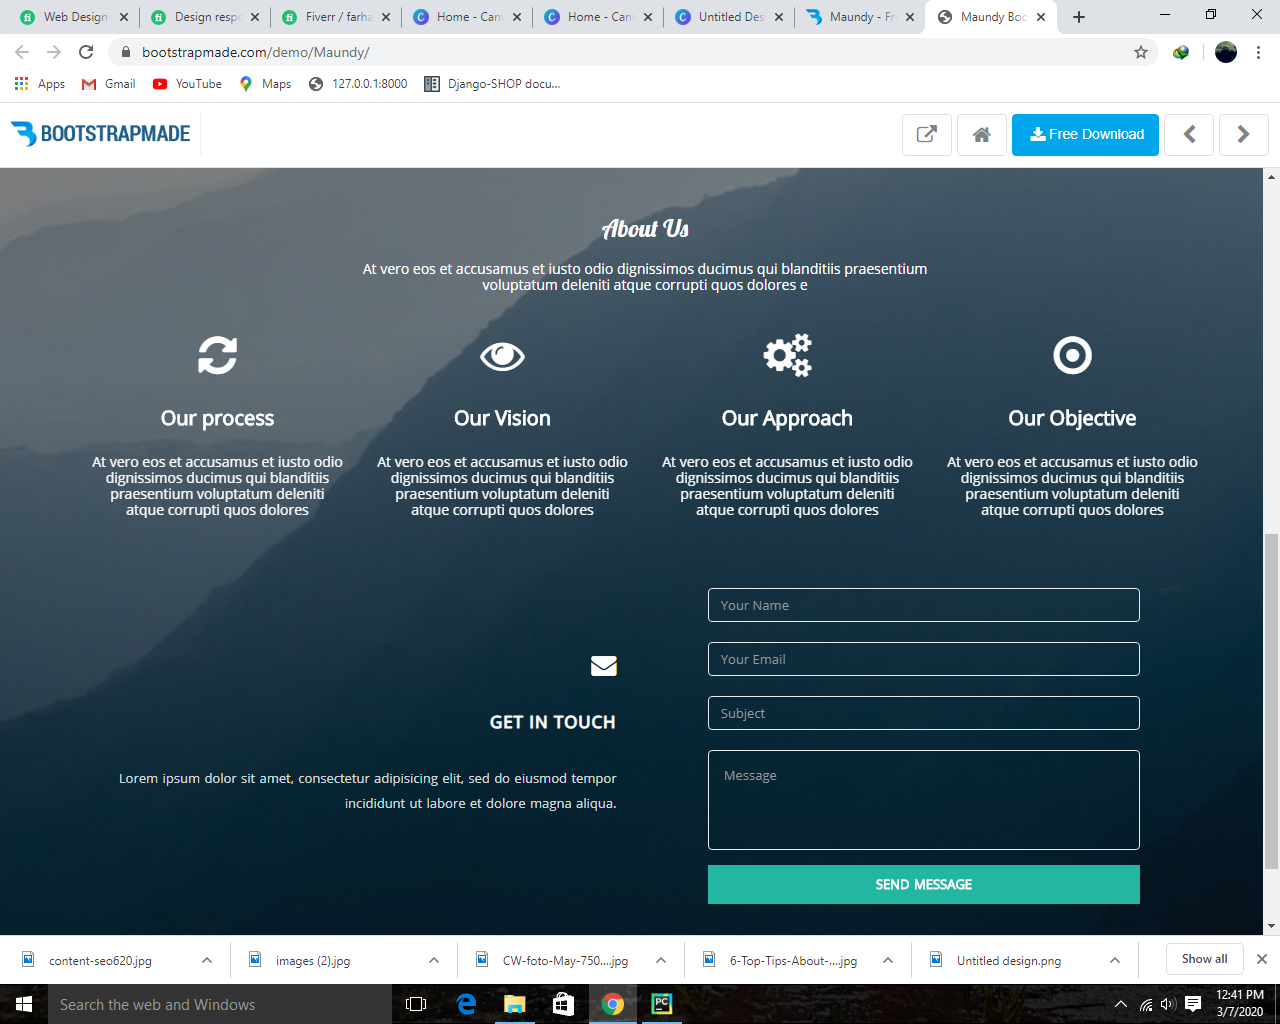 Web Design
Design respo
Fiverr / farha
Home - Can
Home - Can
Untitled Des
Maundy - Fr
Maundy Boo
bootstrapmade.com/demo/Maundy/
Apps
Gmail
YouTube
Maps
127.0.0.1:8000
Django-SHOP docu...
BOOTSTRAPMADE
Free Download
About Us
At vero eos et accusamus et iusto odio dignissimos ducimus qui blanditiis praesentium
voluptatum deleniti atque corrupti quos dolores e
Our process
At vero eos et accusamus et iusto odio
dignissimos ducimus qui blanditiis
praesentium voluptatum deleniti
atque corrupti quos dolores
Our Vision
At vero eos et accusamus et iusto odio
dignissimos ducimus qui blanditiis
praesentium voluptatum deleniti
atque corrupti quos dolores
Our Approach
At vero eos et accusamus et iusto odio
dignissimos ducimus qui blanditiis
praesentium voluptatum deleniti
atque corrupti quos dolores
Our Objective
At vero eos et accusamus et iusto odio
dignissimos ducimus qui blanditiis
praesentium voluptatum deleniti
atque corrupti quos dolores
GET IN TOUCH
Lorem ipsum dolor sit amet, consectetur adipisicing elit, sed do eiusmod tempor
incididunt ut labore et dolore magna aliqua.
Your Name
Your Email
Subject
Message
SEND MESSAGE
content-seo620.jpg
images (2).jpg
CW-foto-May-750....jpg
6-Top-Tips-About-....jpg
Untitled design.png
Show all
Search the web and Windows
PC
12:41 PM
3/7/2020